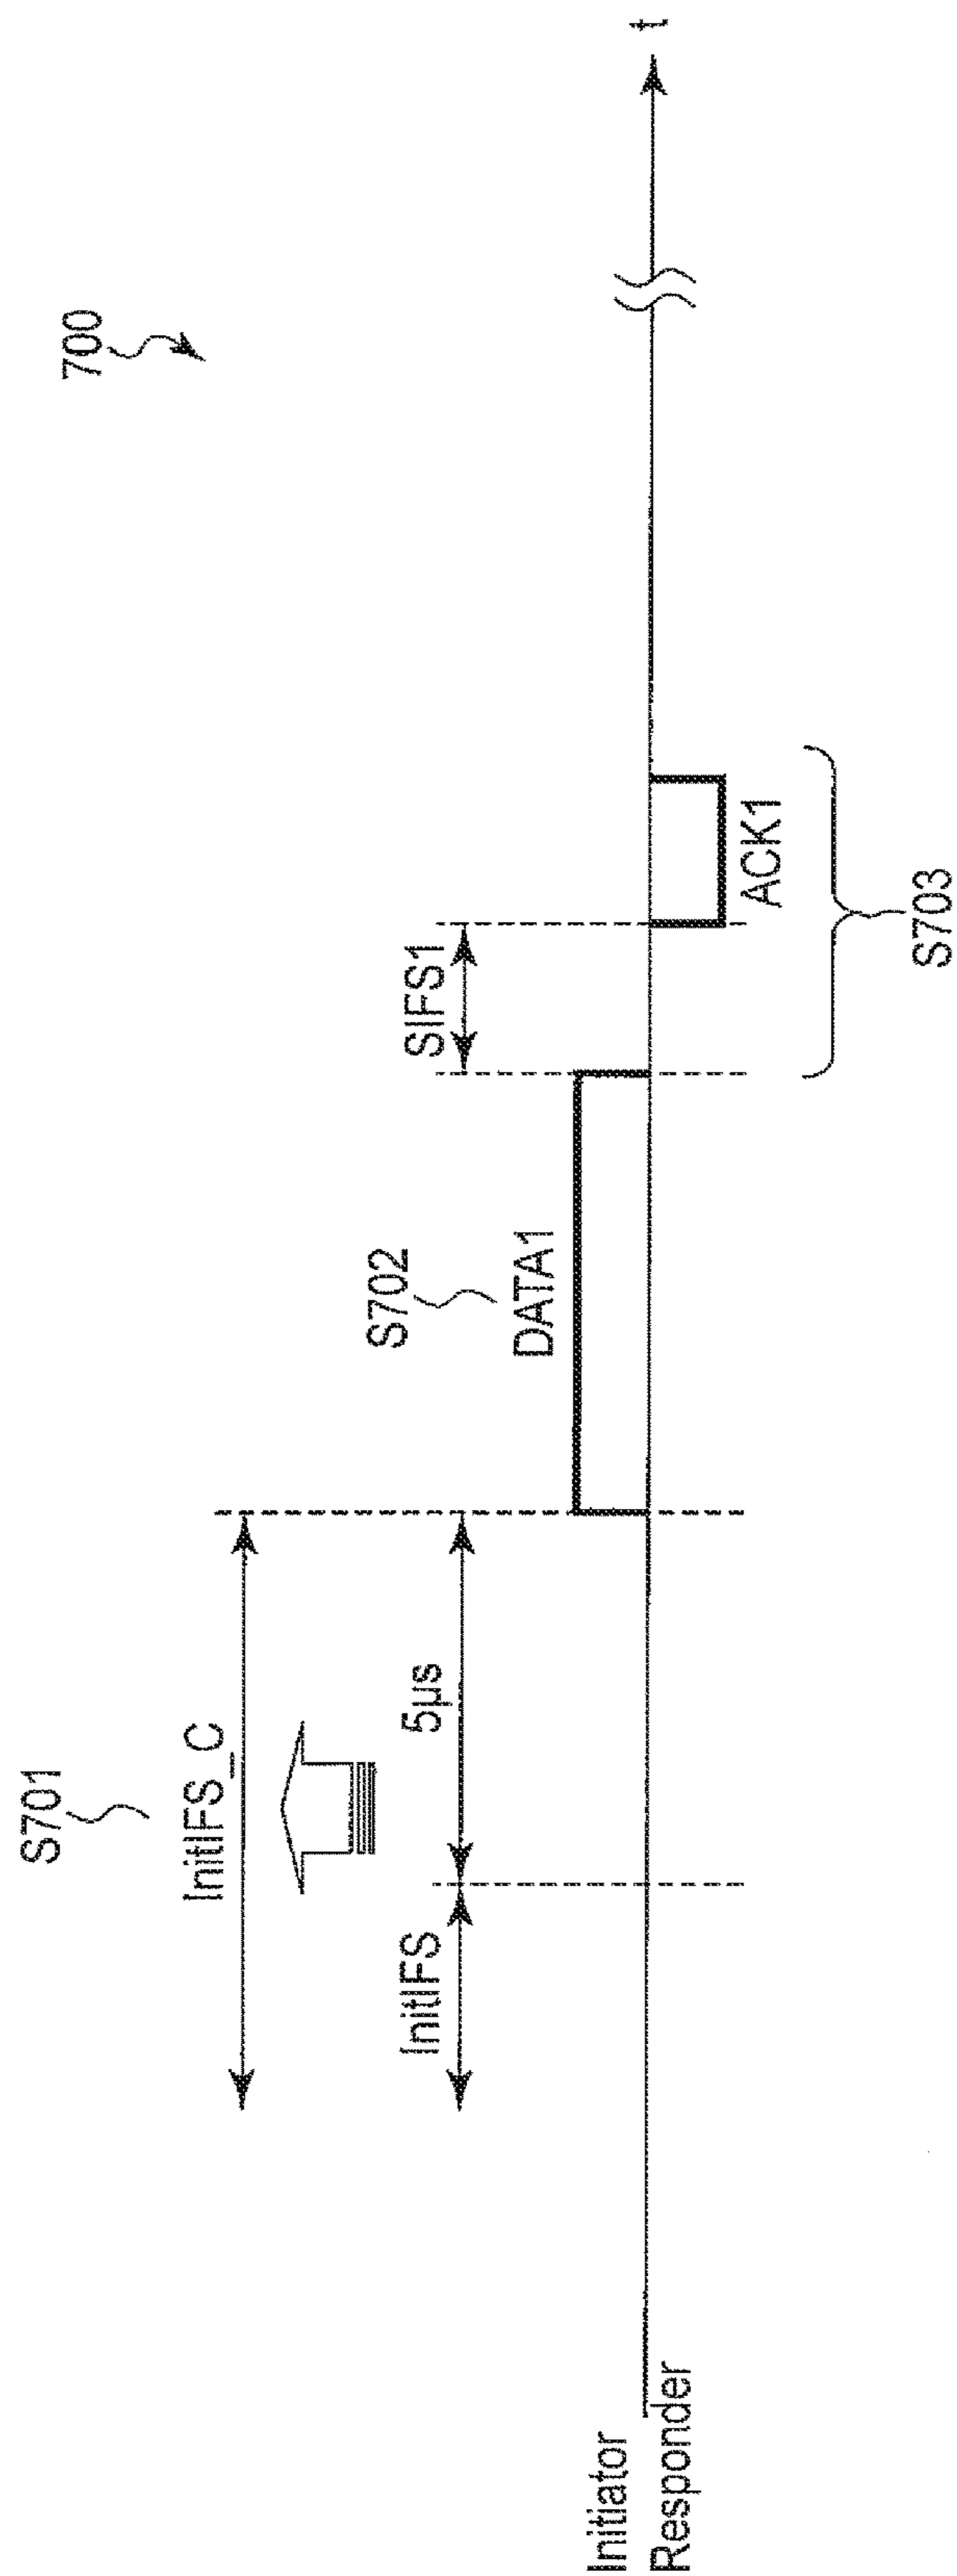 700
S701
InitIFS_C
InitIFS
5µs
S702
DATA1
SIFS1
Initiator
Responder
t
ACK1
S703